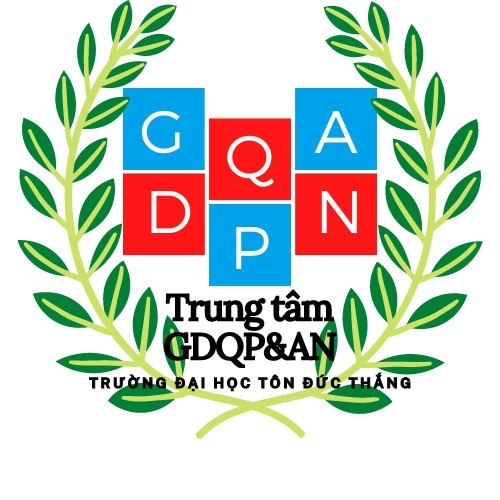 G Q A
D P N
Trung tâm
GDQP&AN
TRƯỜNG ĐẠI HỌC TÔN ĐỨC THẮNG